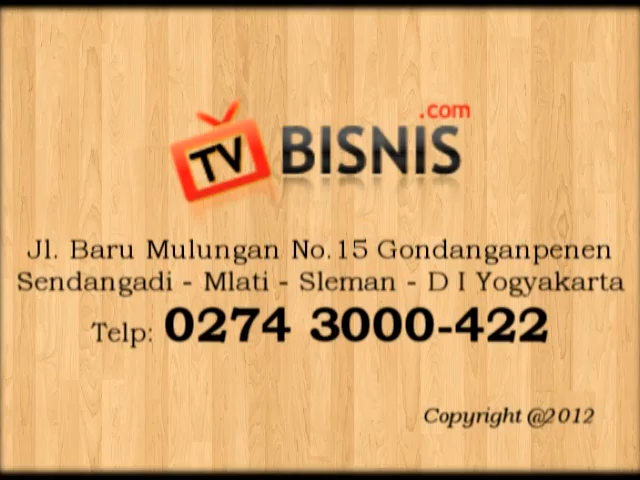 TV BISNIS.com
Jl. Baru Mulungan No.15 Gondanganpenen
Sendangadi - Mlati - Sleman - D I Yogyakarta
Telp: 0274 3000-422
Copyright @2012